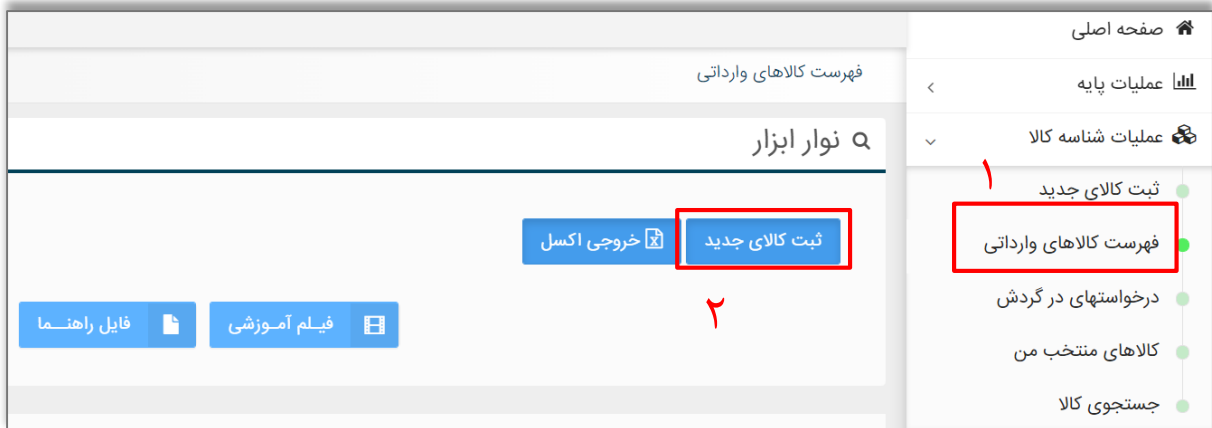 صفحه اصلی
عملیات پایه
عملیات شناسه کالا
ثبت کالای جدید
فهرست کالاهای وارداتی
درخواستهای در گردش
کالاهای منتخب من
جستجوی کالا
۱
فهرست کالاهای وارداتی
نوار ابزار
ثبت کالای جدید
خروجی اکسل
۲
فیـلم آمـوزشی
فایل راهنــما